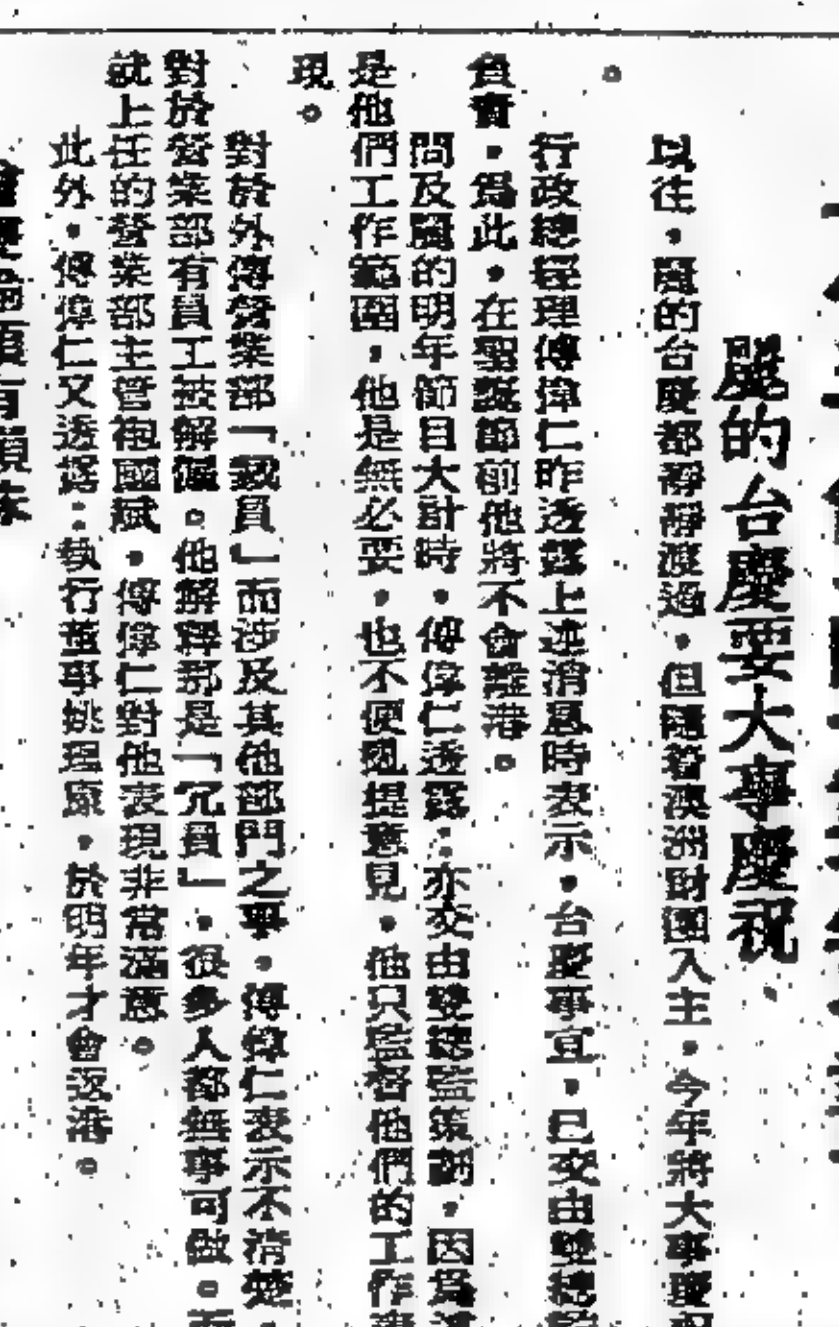 麗的台慶要大事慶祝
以往，麗的台慶都靜靜渡過，但隨着澳洲財團入主，今年將大事慶祝
。
行政總經理傅偉仁昨透露上述消息時表示，台慶事宜，已交由雙總監
負責，為此，在聖誕節前他將不會離港。
問及麗的明年節目大計時，傅偉仁透露：亦交由雙總監策劃，因為這
是他們工作範圍，他是無必要，也不便亂提意見，他只監督他們的工作表
現。
對於外傳營業部「裁員」而涉及其他部門之事，傅偉仁表示不清楚，
對於營業部有員工被解僱。他解釋那是「冗員」，很多人都無事可做。而
就上任的營業部主管袍國賦，傅偉仁對他表現非常滿意。
此外，傅偉仁又透露：執行董事姚理原，於明年才會返港。